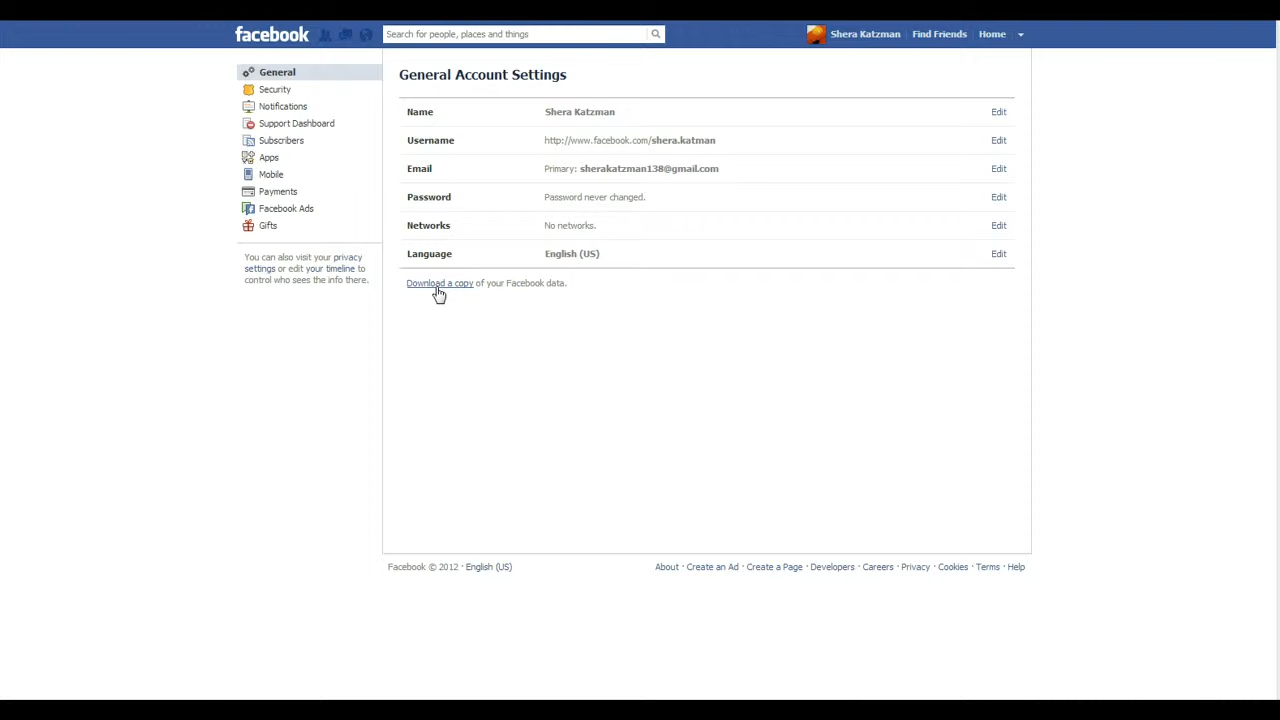 facebook
Search for people, places and things
Shera Katzman Find Friends Home
General
Security
Notifications
Support Dashboard
Subscribers
Apps
Mobile
Payments
Facebook Ads
Gifts
You can also visit your privacy
settings or edit your timeline to
control who sees the info there.
General Account Settings
Name Shera Katzman Edit
Username http://www.facebook.com/shera.katman Edit
Email Primary: sherakatzman138@gmail.com Edit
Password Password never changed. Edit
Networks No networks. Edit
Language English (US) Edit
Download a copy of your Facebook data.
Facebook © 2012 · English (US) About · Create an Ad · Create a Page · Developers · Careers · Privacy · Cookies · Terms · Help